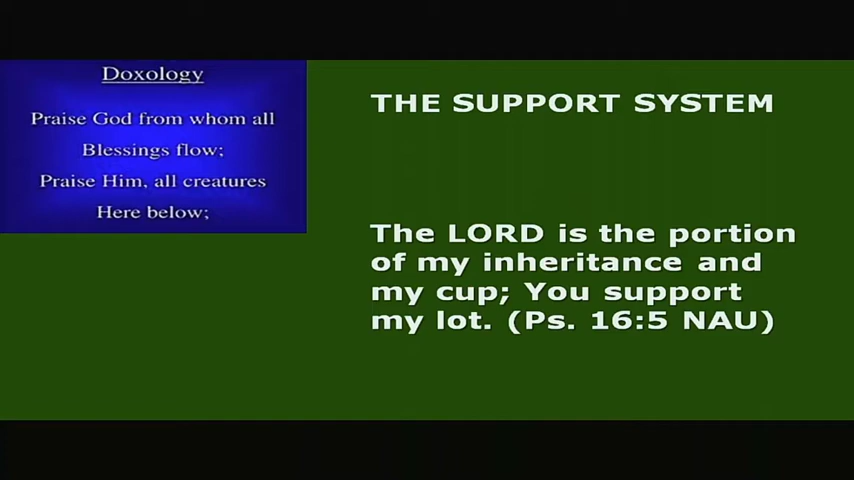 Doxology
Praise God from whom all
Blessings flow;
Praise Him, all creatures
Here below;
THE SUPPORT SYSTEM
The LORD is the portion
of my inheritance and
my cup; You support
my lot. (Ps. 16:5 NAU)